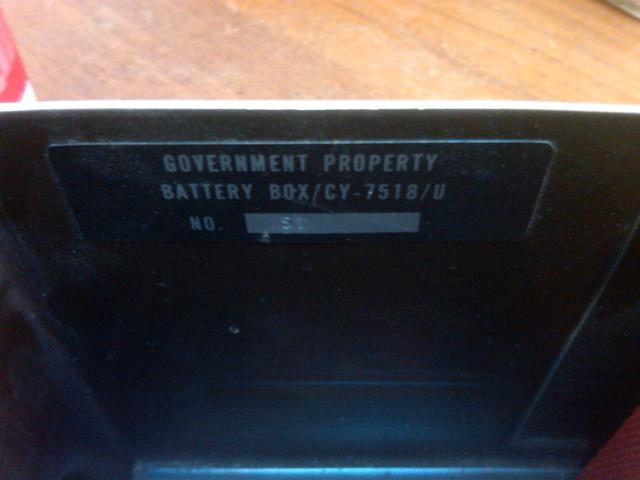 GOVERNMENT PROPERTY
BATTERY BOX/CY-7518/U
NO.